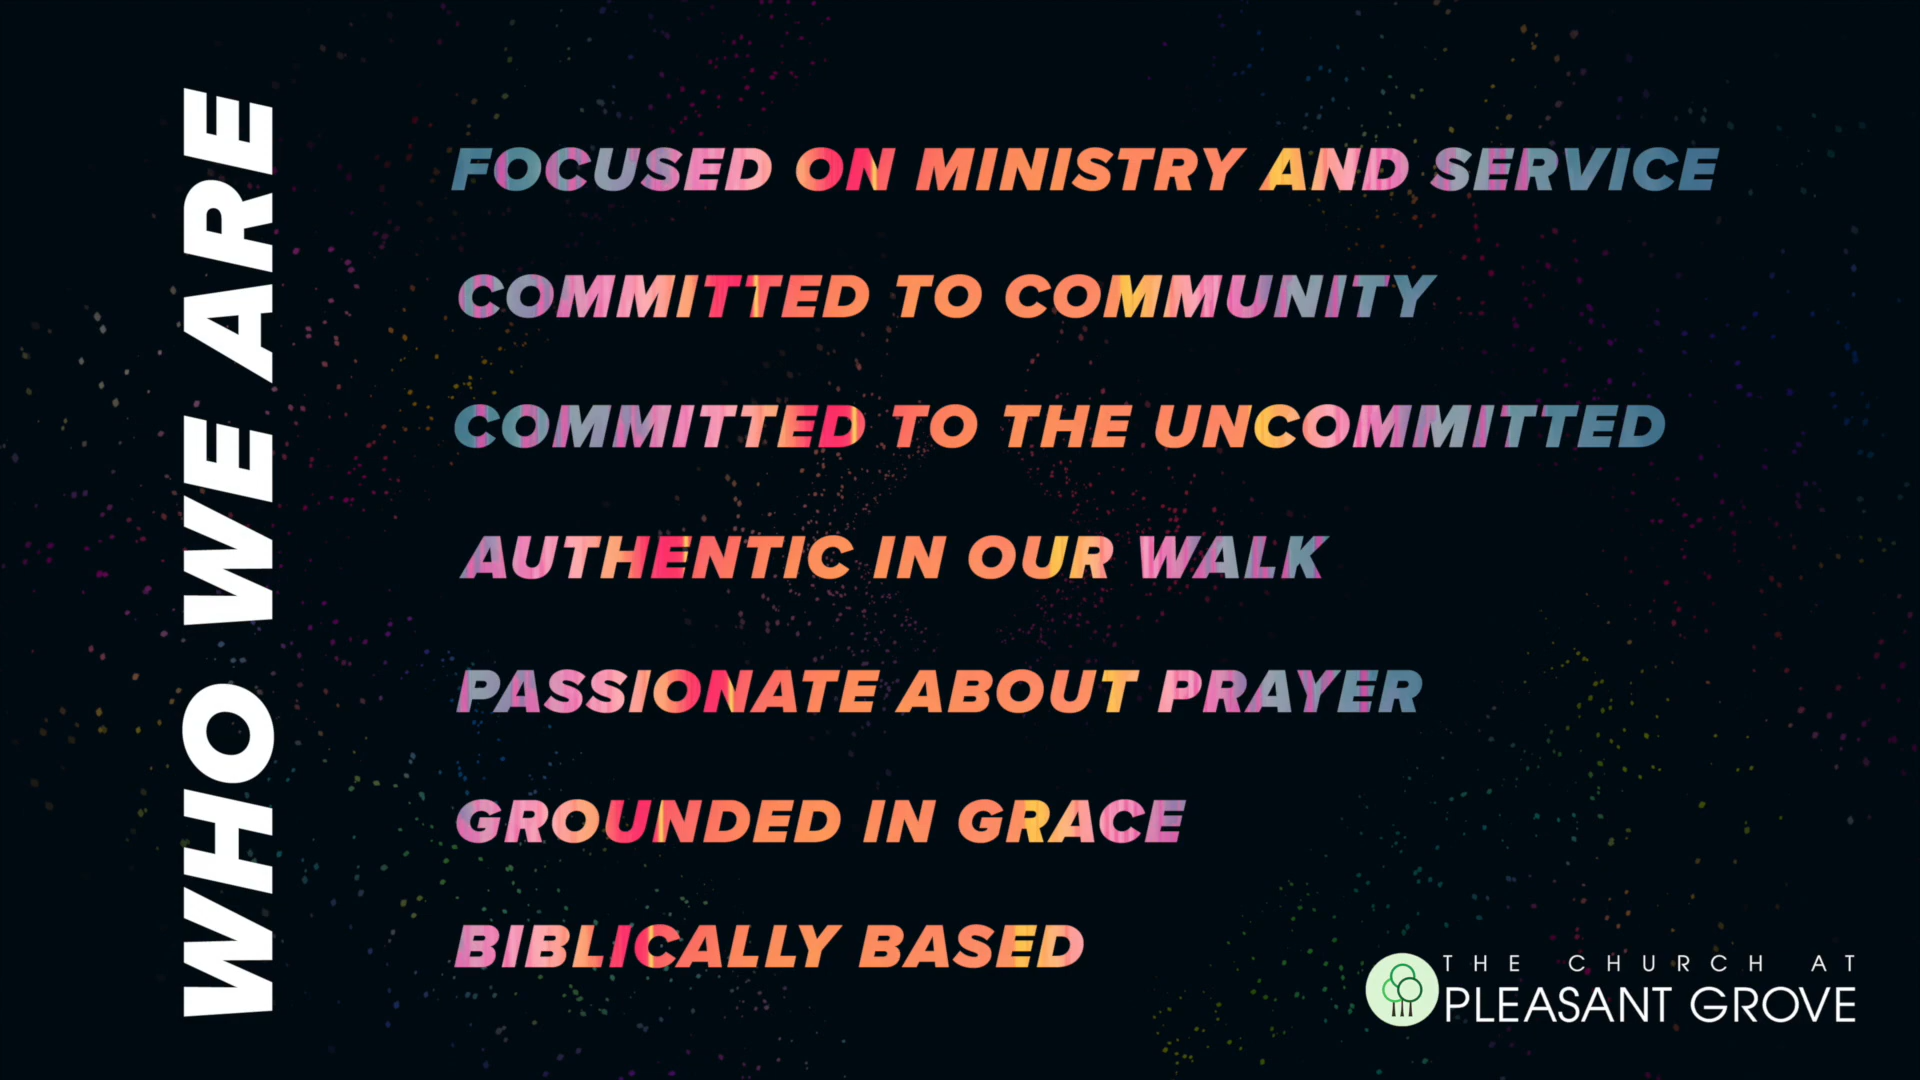 WHO WE ARE
FOCUSED ON MINISTRY AND SERVICE
COMMITTED TO COMMUNITY
COMMITTED TO THE UNCOMMITTED
AUTHENTIC IN OUR WALK
PASSIONATE ABOUT PRAYER
GROUNDED IN GRACE
BIBLICALLY BASED
THE CHURCH AT
PLEASANT GROVE